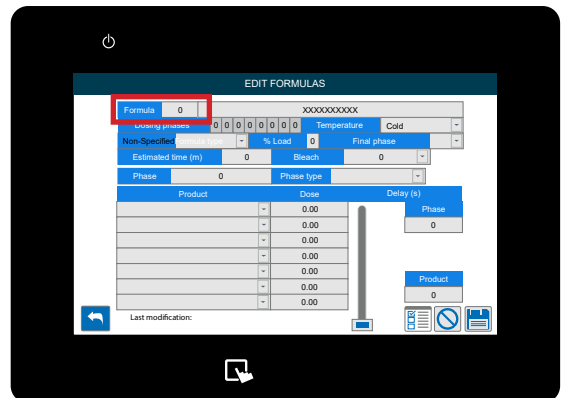 EDIT FORMULAS
Formula 0 XXXXXXXXXX
Dosing phases 0 0 0 0 0 0 0 0 Temperature Cold
Non-Specified Formula type % Load 0 Final phase
Estimated time (m) 0 Bleach 0
Phase 0 Phase type
Product Dose Delay (s)
0.00 Phase
0.00 0
0.00
0.00
0.00 Product
0.00 0
0.00
Last modification: